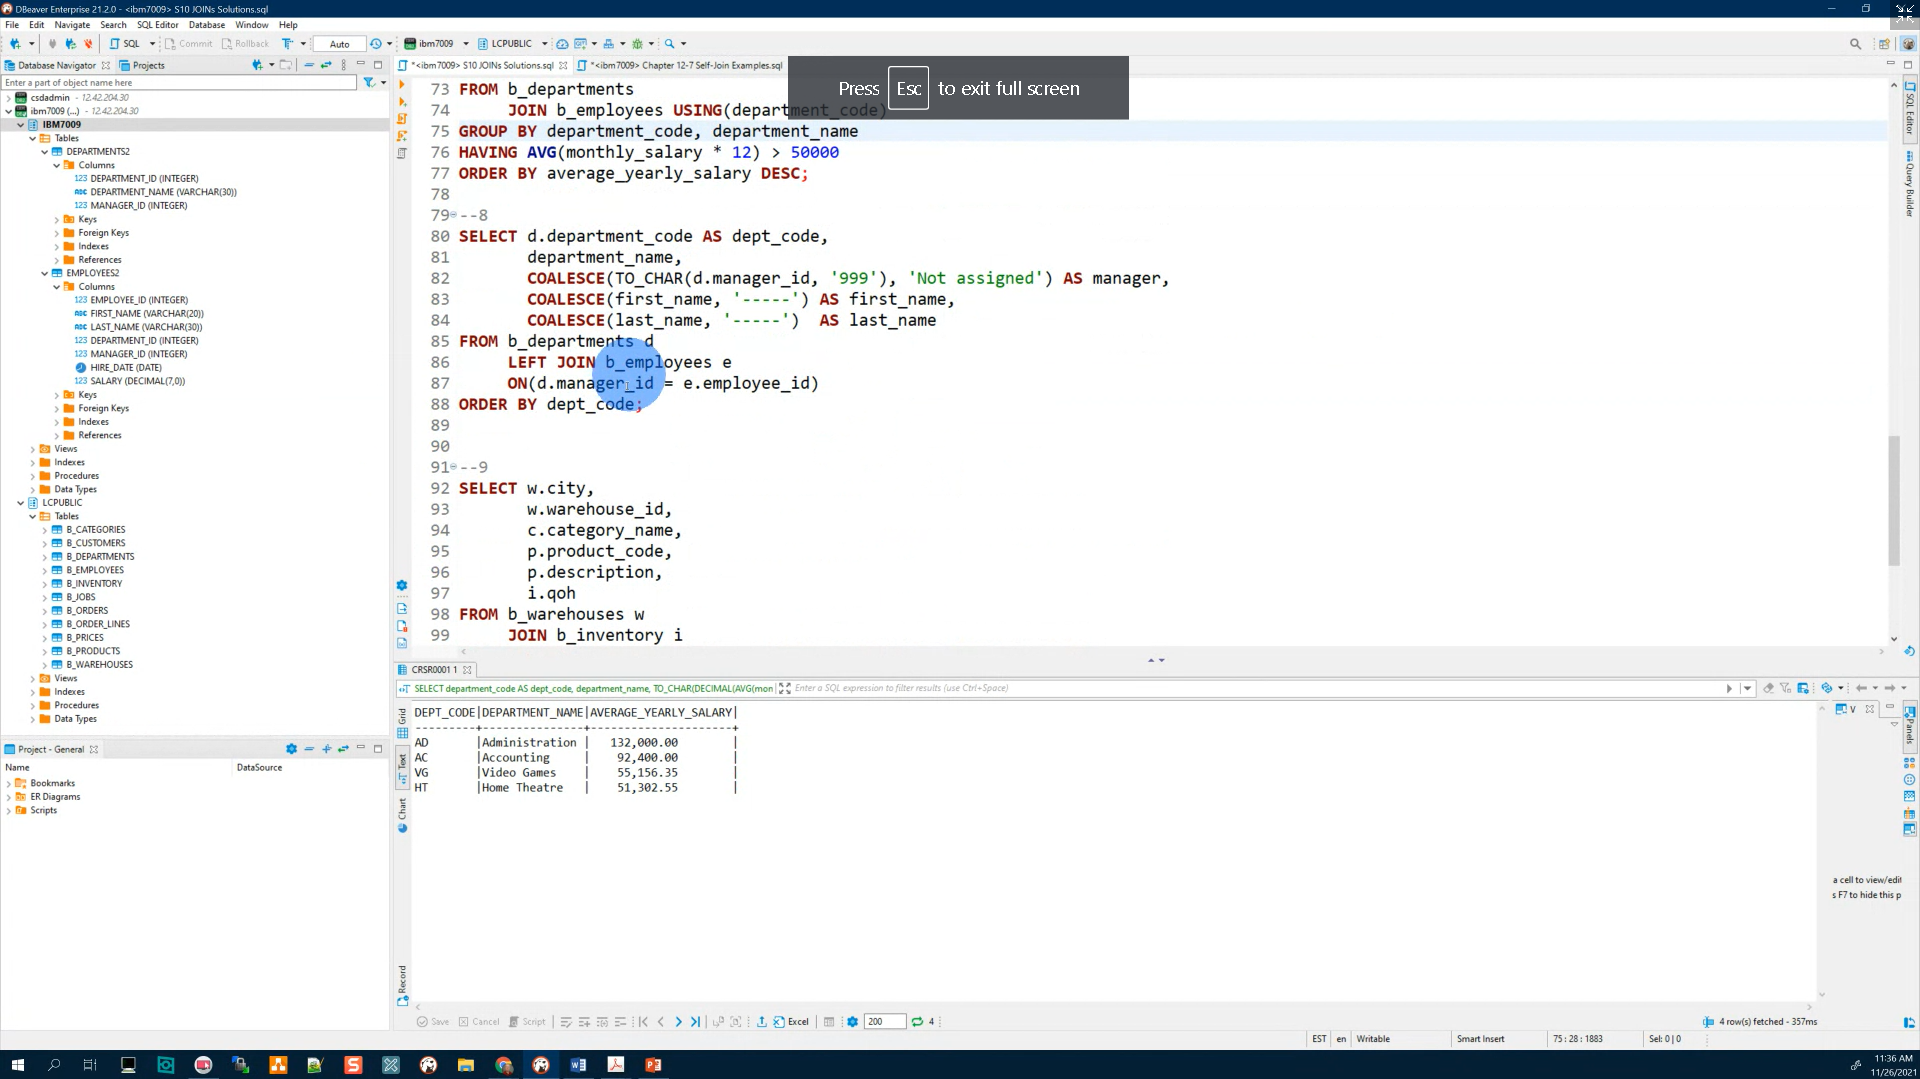 DBeaver Enterprise 21.2.0 - <ibm7009> S10 JOINs Solutions.sql
File Edit Navigate Search SQL Editor Database Window Help
SQL Commit Rollback Auto ibm7009 LCPUBLIC
Database Navigator Projects
*<ibm7009> S10 JOINs Solutions.sql *<ibm7009> Chapter 12-7 Self-Join Examples.sql
Press Esc to exit full screen
Enter a part of object name here
csdadmin - 12.42.204.30
ibm7009 (...) - 12.42.204.30
IBM7009
Tables
DEPARTMENTS2
Columns
123 DEPARTMENT_ID (INTEGER)
ABC DEPARTMENT_NAME (VARCHAR(30))
123 MANAGER_ID (INTEGER)
Keys
Foreign Keys
Indexes
References
EMPLOYEES2
Columns
123 EMPLOYEE_ID (INTEGER)
ABC FIRST_NAME (VARCHAR(20))
ABC LAST_NAME (VARCHAR(30))
123 DEPARTMENT_ID (INTEGER)
123 MANAGER_ID (INTEGER)
HIRE_DATE (DATE)
123 SALARY (DECIMAL(7,0))
Keys
Foreign Keys
Indexes
References
Views
Indexes
Procedures
Data Types
LCPUBLIC
Tables
B_CATEGORIES
B_CUSTOMERS
B_DEPARTMENTS
B_EMPLOYEES
B_INVENTORY
B_JOBS
B_ORDERS
B_ORDER_LINES
B_PRICES
B_PRODUCTS
B_WAREHOUSES
Views
Indexes
Procedures
Data Types
Project - General
Name DataSource
Bookmarks
ER Diagrams
Scripts
73 FROM b_departments
74 JOIN b_employees USING(department_code)
75 GROUP BY department_code, department_name
76 HAVING AVG(monthly_salary * 12) > 50000
77 ORDER BY average_yearly_salary DESC;
78
79 --8
80 SELECT d.department_code AS dept_code,
81 department_name,
82 COALESCE(TO_CHAR(d.manager_id, '999'), 'Not assigned') AS manager,
83 COALESCE(first_name, '-----') AS first_name,
84 COALESCE(last_name, '-----') AS last_name
85 FROM b_departments d
86 LEFT JOIN b_employees e
87 ON(d.manager_id = e.employee_id)
88 ORDER BY dept_code;
89
90
91 --9
92 SELECT w.city,
93 w.warehouse_id,
94 c.category_name,
95 p.product_code,
96 p.description,
97 i.qoh
98 FROM b_warehouses w
99 JOIN b_inventory i
SQL Editor
Query Builder
CRSR0001 1
SELECT department_code AS dept_code, department_name, TO_CHAR(DECIMAL(AVG(mon Enter a SQL expression to filter results (use Ctrl+Space)
Grid
Text
Chart
Record
DEPT_CODE|DEPARTMENT_NAME|AVERAGE_YEARLY_SALARY|
---------+---------------+---------------------+
AD |Administration | 132,000.00 |
AC |Accounting | 92,400.00 |
VG |Video Games | 55,156.35 |
HT |Home Theatre | 51,302.55 |
V
Panels
a cell to view/edit
s F7 to hide this p
Save Cancel Script Excel 200 4
4 row(s) fetched - 357ms
EST en Writable Smart Insert 75 : 28 : 1883 Sel: 0 | 0
11:36 AM
11/26/2021